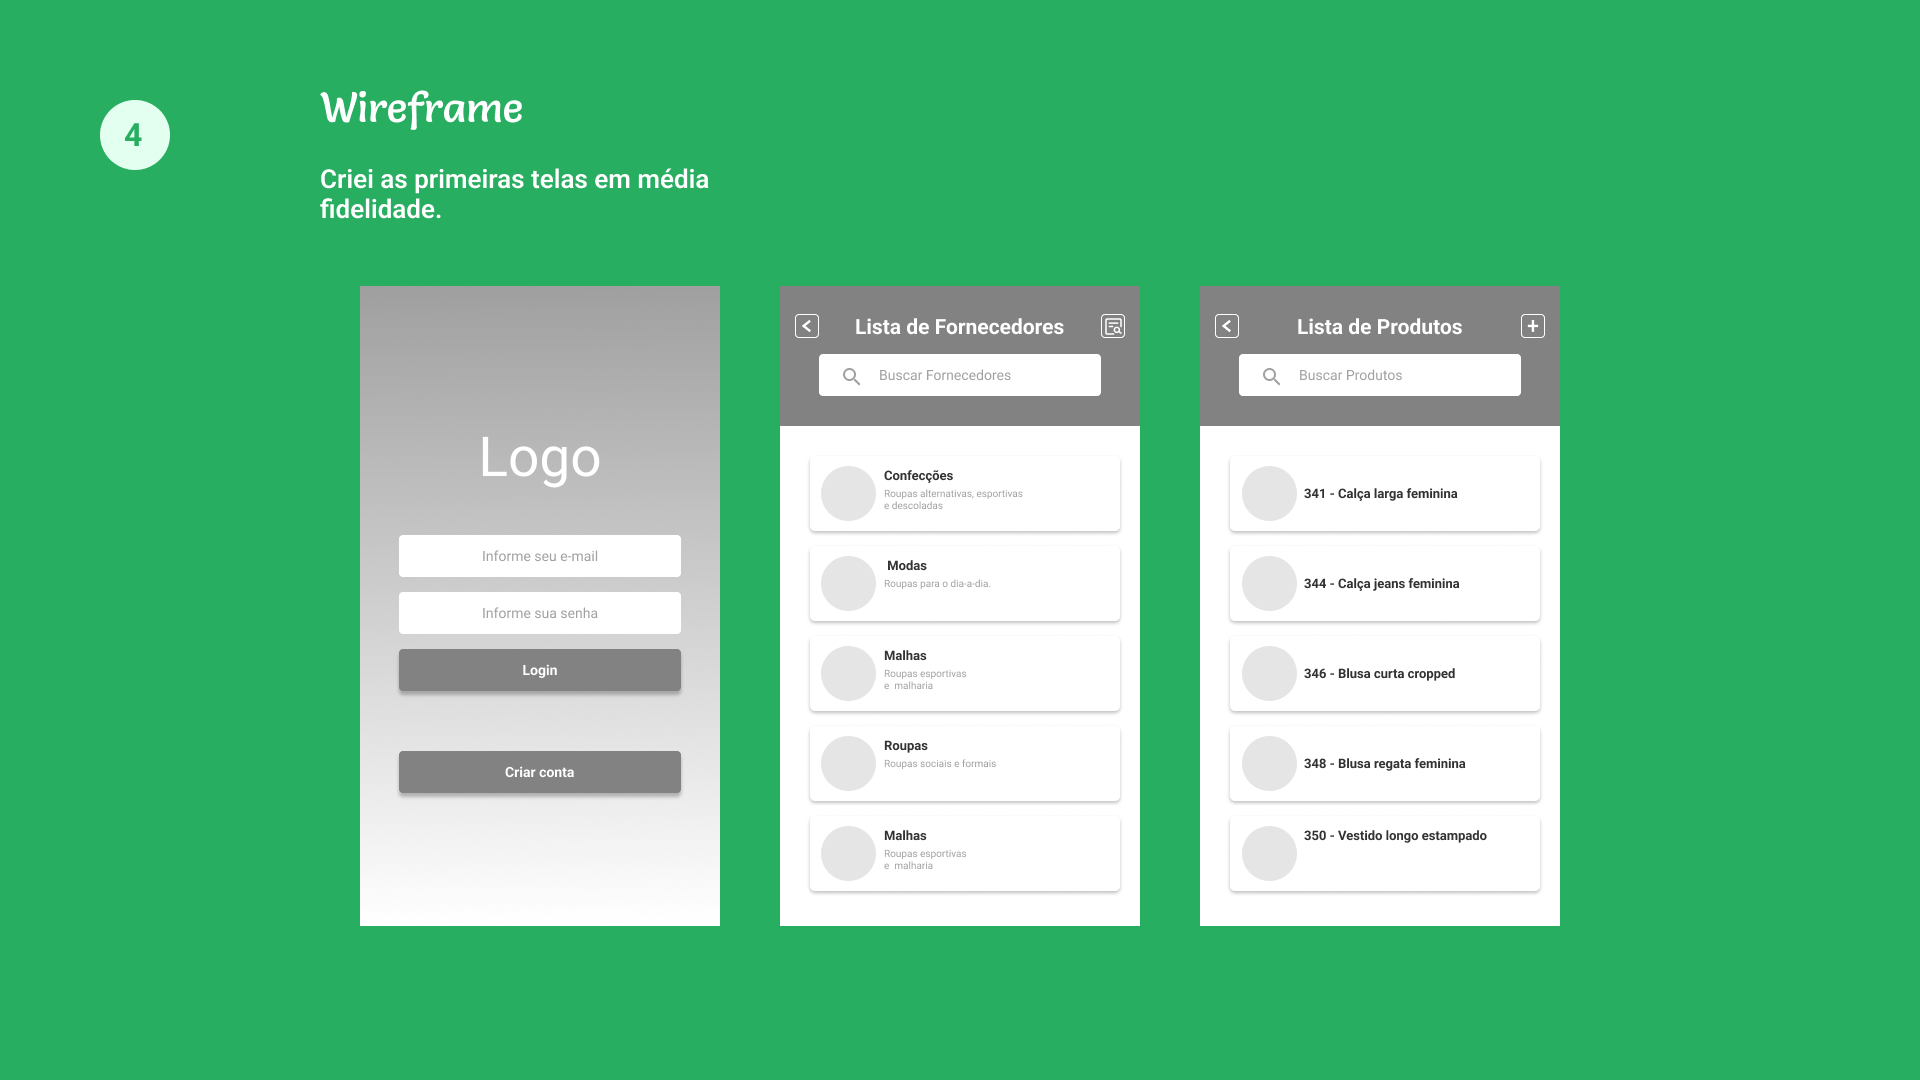 4
Wireframe
Criei as primeiras telas em média
fidelidade.
Logo
Informe seu e-mail
Informe sua senha
Login
Criar conta
Lista de Fornecedores
Buscar Fornecedores
Confecções
Roupas alternativas, esportivas
e descoladas
Modas
Roupas para o dia-a-dia.
Malhas
Roupas esportivas
e malharia
Roupas
Roupas sociais e formais
Malhas
Roupas esportivas
e malharia
Lista de Produtos
Buscar Produtos
341 - Calça larga feminina
344 - Calça jeans feminina
346 - Blusa curta cropped
348 - Blusa regata feminina
350 - Vestido longo estampado